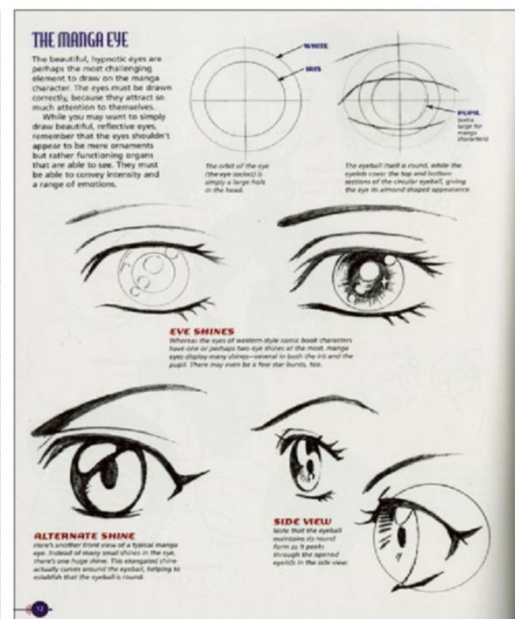 THE MANGA EYE
The beautiful, hypnotic eyes are
perhaps the most challenging
element to draw on the manga
character. The eyes must be drawn
correctly, because they attract so
much attention to themselves.
While you may want to simply
draw beautiful, reflective eyes,
remember that the eyes shouldn't
appear to be mere ornaments
but rather functioning organs
that are able to see. They must
be able to convey intensity and
a range of emotions.
WHITE
IRIS
The orbit of the eye
(the eye socket) is
simply a large hole
in the head.
PUPIL
(extra
large for
manga
characters)
The eyeball itself is round, while the
eyelids cover the top and bottom
sections of the circular eyeball, giving
the eye its almond-shaped appearance.
EYE SHINES
Whereas the eyes of western-style comic book characters
have one or perhaps two eye shines at the most, manga
eyes display many shines—several in both the iris and the
pupil. There may even be a few star bursts, too.
ALTERNATE SHINE
Here's another front view of a typical manga
eye. Instead of many small shines in the eye,
there's one huge shine. This elongated shine
actually curves around the eyeball, helping to
establish that the eyeball is round.
SIDE VIEW
Note that the eyeball
maintains its round
form as it peeks
through the opened
eyelids in the side view.
12